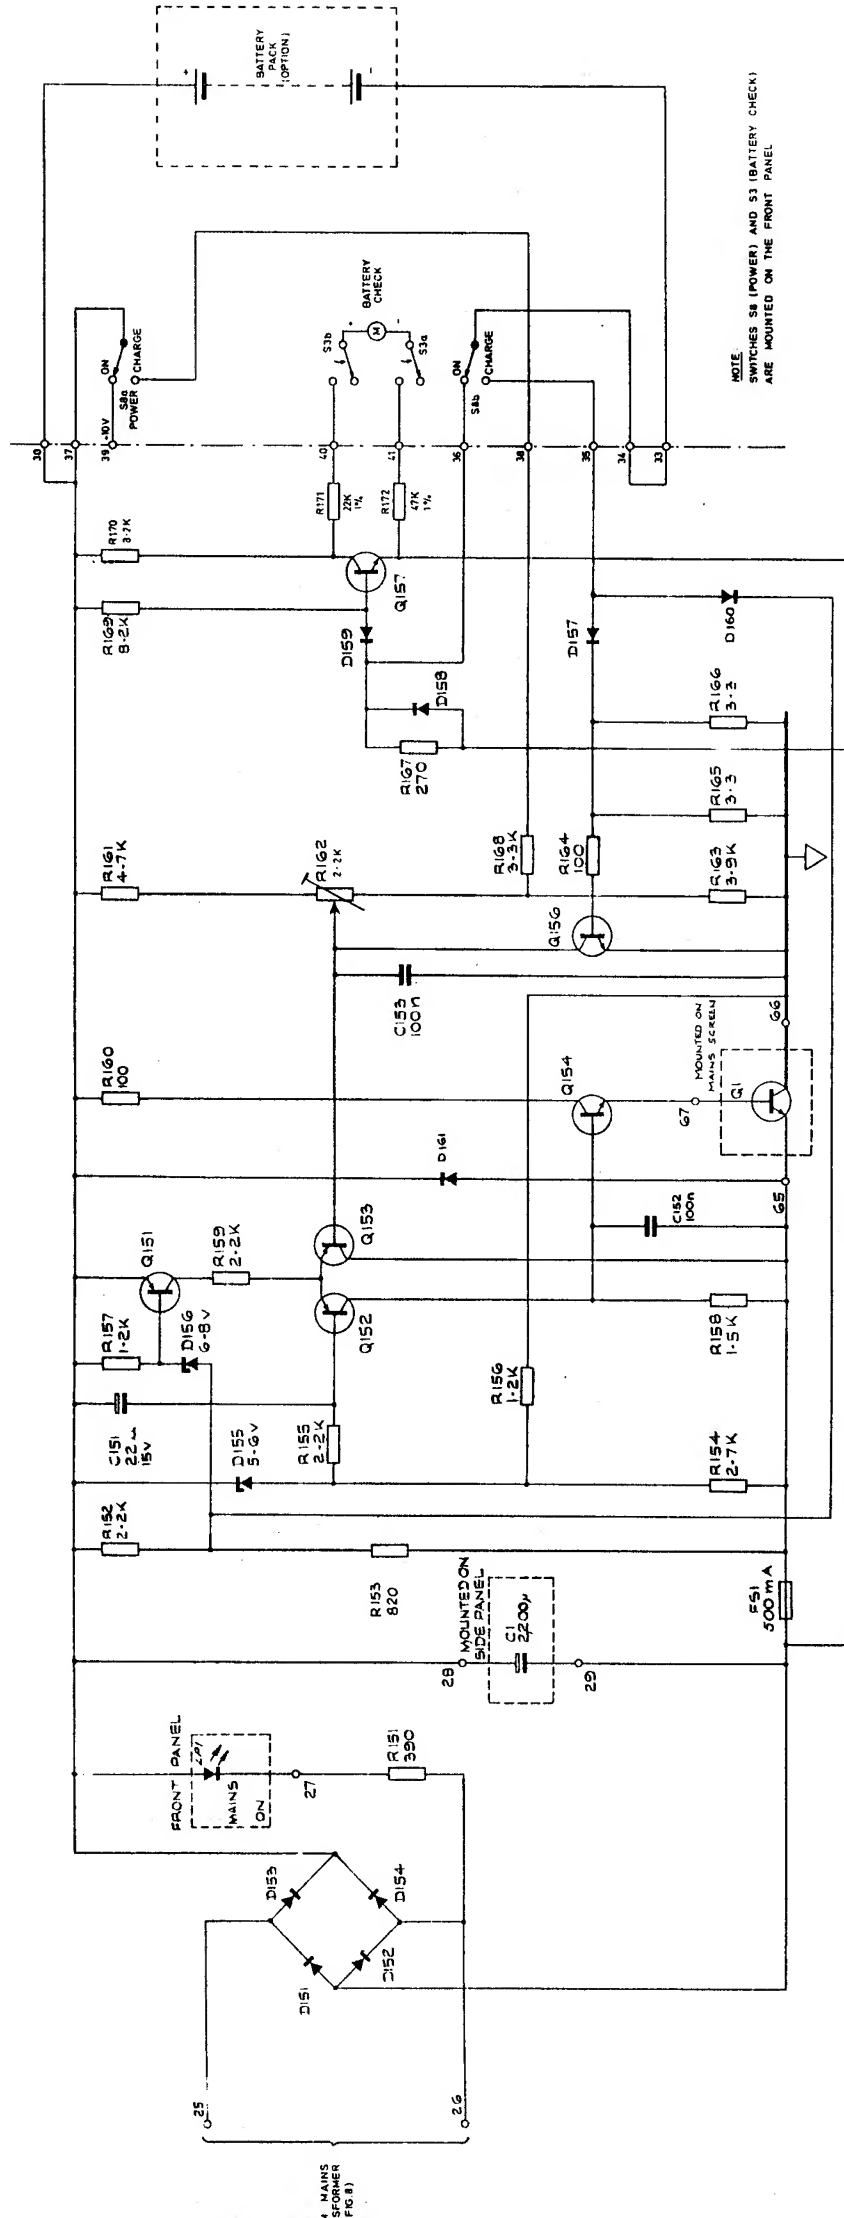 BATTERY
PACK
(OPTION)
+
-
NOTE
SWITCHES S8 (POWER) AND S3 (BATTERY CHECK)
ARE MOUNTED ON THE FRONT PANEL
ON
CHARGE
S8a
POWER
S3b
+
M
BATTERY
CHECK
-
S3a
ON
CHARGE
S8b
30
37
39
-10V
40
41
36
38
35
34
33
R170
8-2K
R171
22K
1%
R172
47K
1%
Q157
R169
8-2K
D159
D158
R167
270
D157
D160
R166
3-3
R165
3-3
R161
4-7K
R162
2-2K
R168
3-3K
R164
100
R163
3-9K
Q156
C153
100n
R160
100
Q154
MOUNTED ON
MAINS SCREEN
67
Q1
66
D161
C152
100n
65
Q151
R159
2-2K
Q153
Q152
R157
1-2K
D156
6-8V
R158
1-5K
R156
1-2K
C151
22
15V
D155
5-6V
R155
2-2K
R154
2-7K
R152
2-2K
R153
820
MOUNTED ON
SIDE PANEL
C1
2,200µ
28
29
FS1
500mA
FRONT PANEL
LP1
MAINS
ON
27
R151
390
D153
D154
D151
D152
25
26
MAINS
SFORMER
FIG.8)